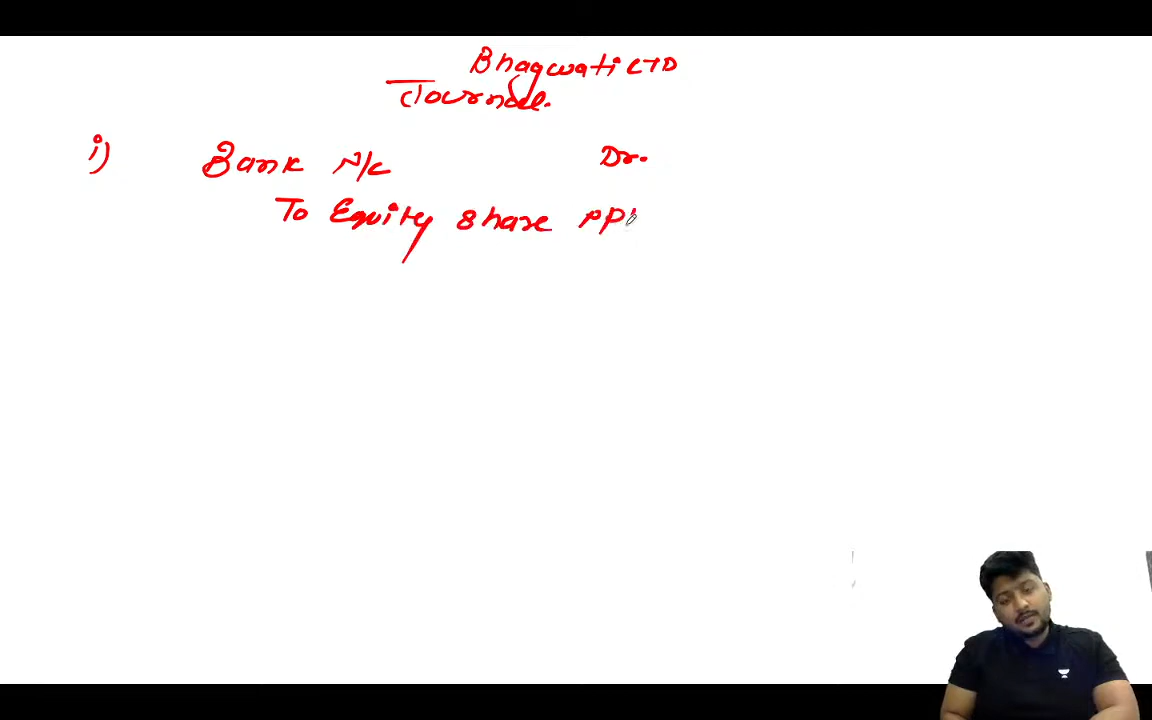 Bhagwati LTD
Journal.
i) Bank A/c Dr.
To Equity Share APP